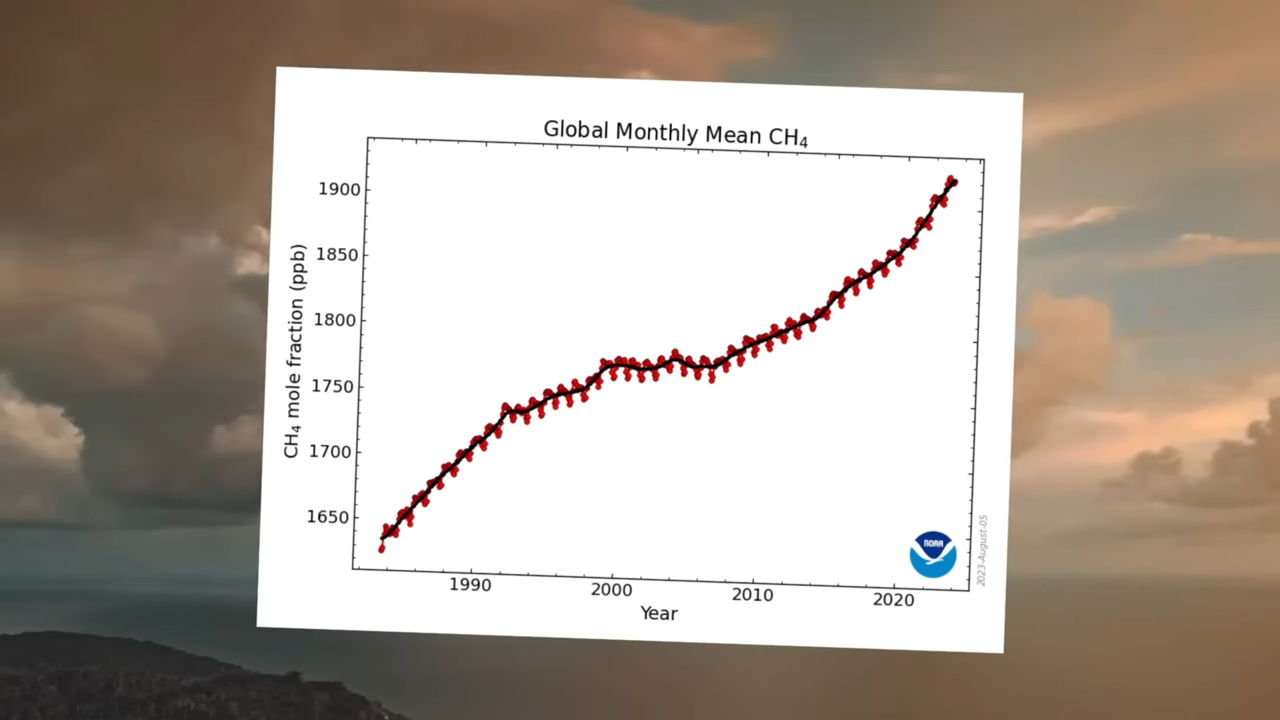 Global Monthly Mean CH₄
1900
1850
1800
1750
1700
1650
CH₄ mole fraction (ppb)
1990
2000
2010
2020
Year
NOAA
2023-August-05